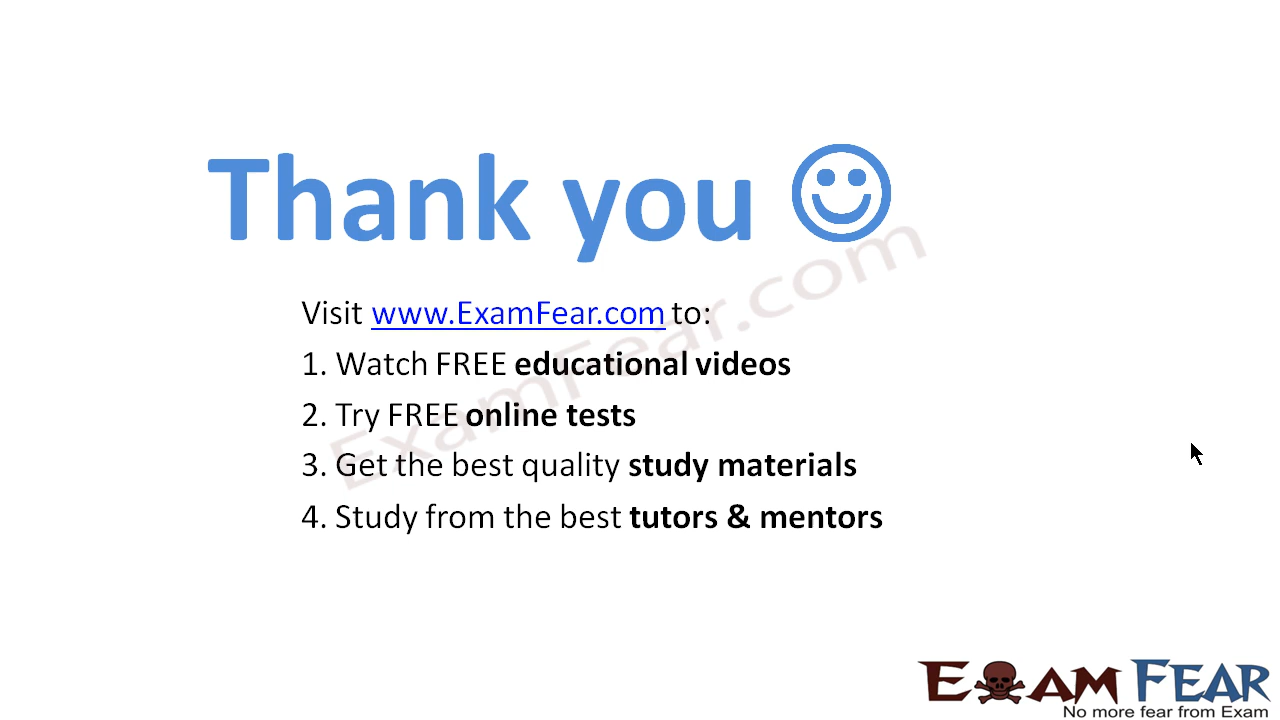 Thank you
Visit www.ExamFear.com to:
1. Watch FREE educational videos
2. Try FREE online tests
3. Get the best quality study materials
4. Study from the best tutors & mentors
ExamFear.com
EXAM FEAR
No more fear from Exam